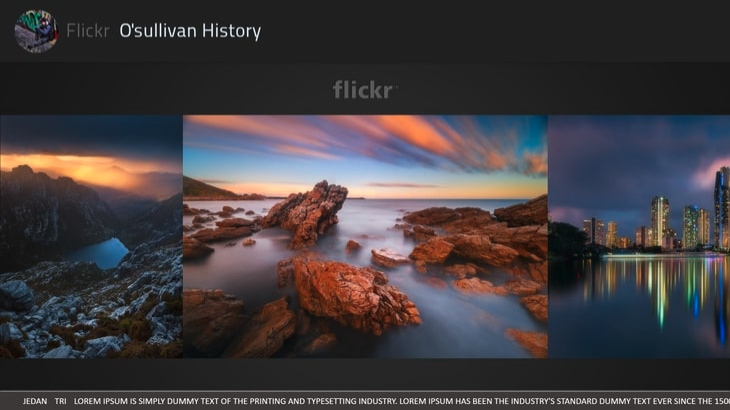 Flickr O'sullivan History
flickr
JEDAN TRI LOREM IPSUM IS SIMPLY DUMMY TEXT OF THE PRINTING AND TYPESETTING INDUSTRY. LOREM IPSUM HAS BEEN THE INDUSTRY'S STANDARD DUMMY TEXT EVER SINCE THE 150